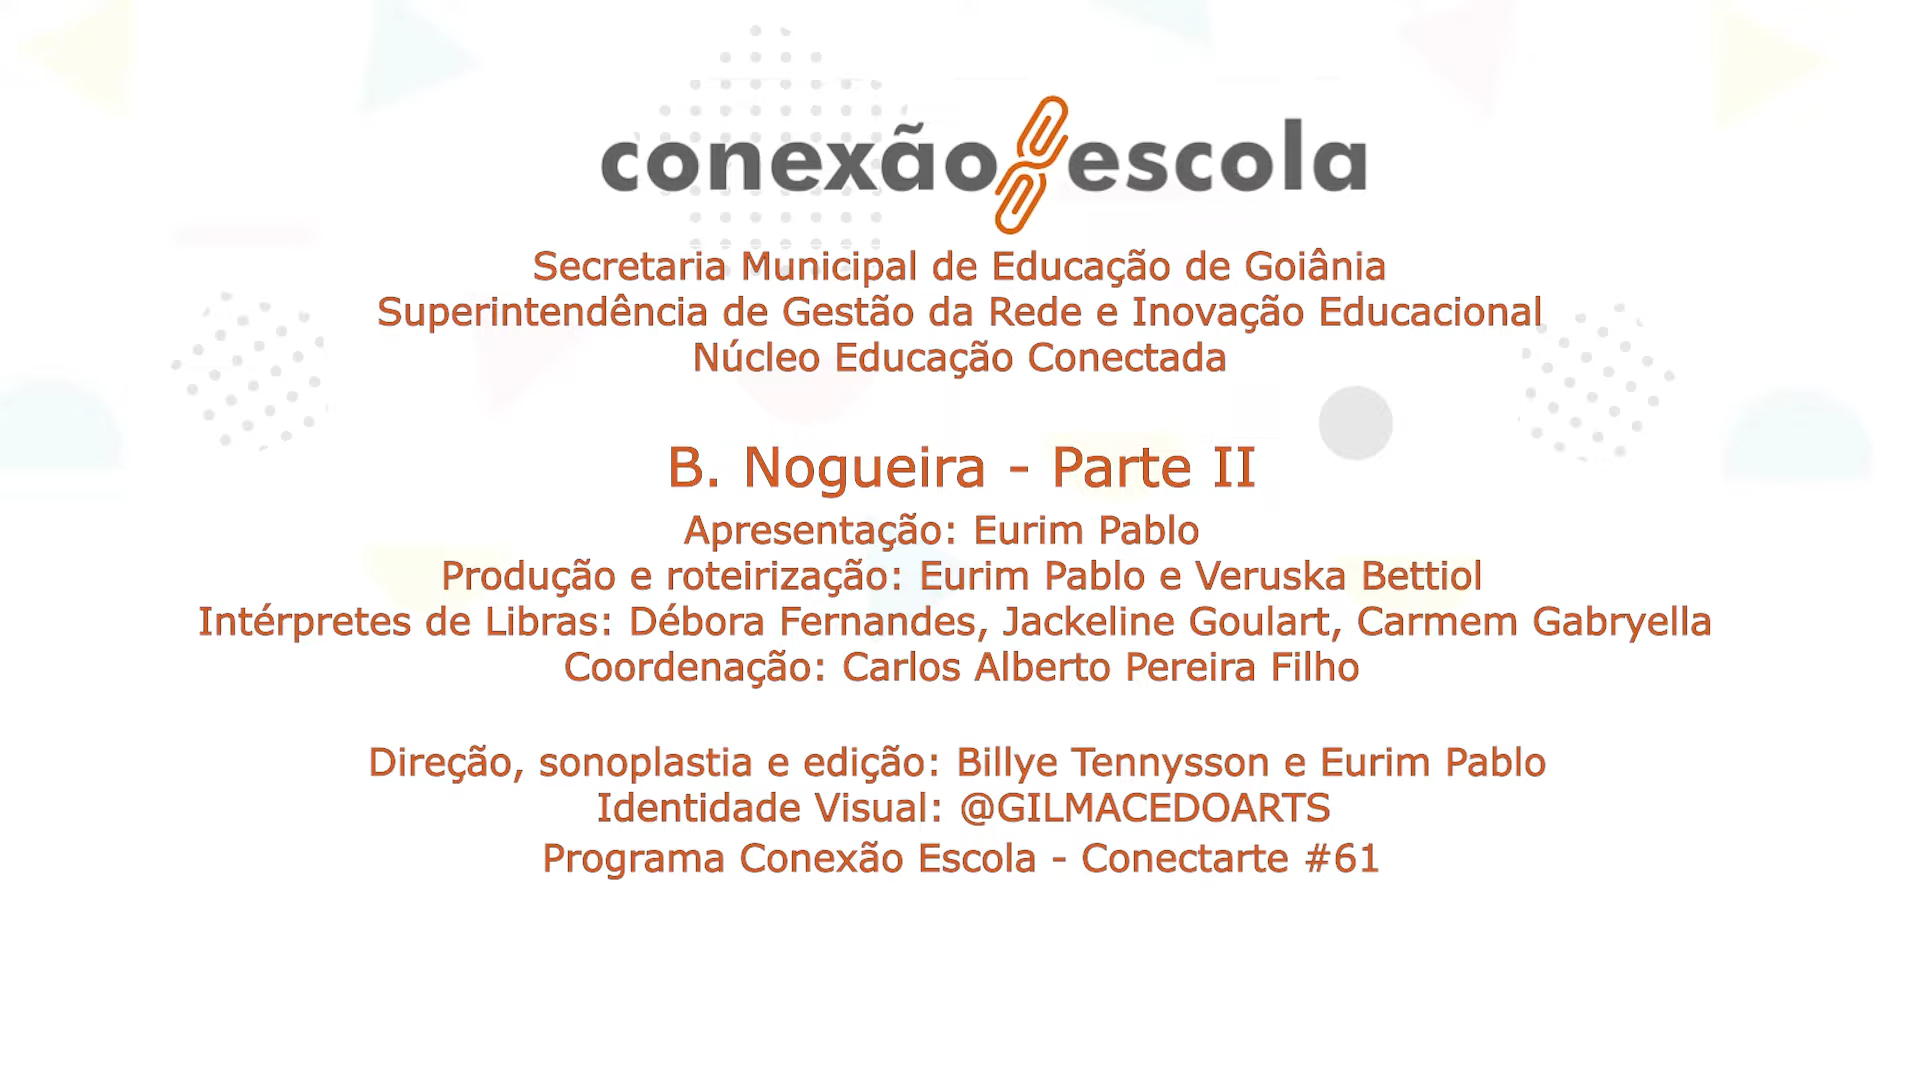 conexão escola
Secretaria Municipal de Educação de Goiânia
Superintendência de Gestão da Rede e Inovação Educacional
Núcleo Educação Conectada
B. Nogueira - Parte II
Apresentação: Eurim Pablo
Produção e roteirização: Eurim Pablo e Veruska Bettiol
Intérpretes de Libras: Débora Fernandes, Jackeline Goulart, Carmem Gabryella
Coordenação: Carlos Alberto Pereira Filho
Direção, sonoplastia e edição: Billye Tennysson e Eurim Pablo
Identidade Visual: @GILMACEDOARTS
Programa Conexão Escola - Conectarte #61